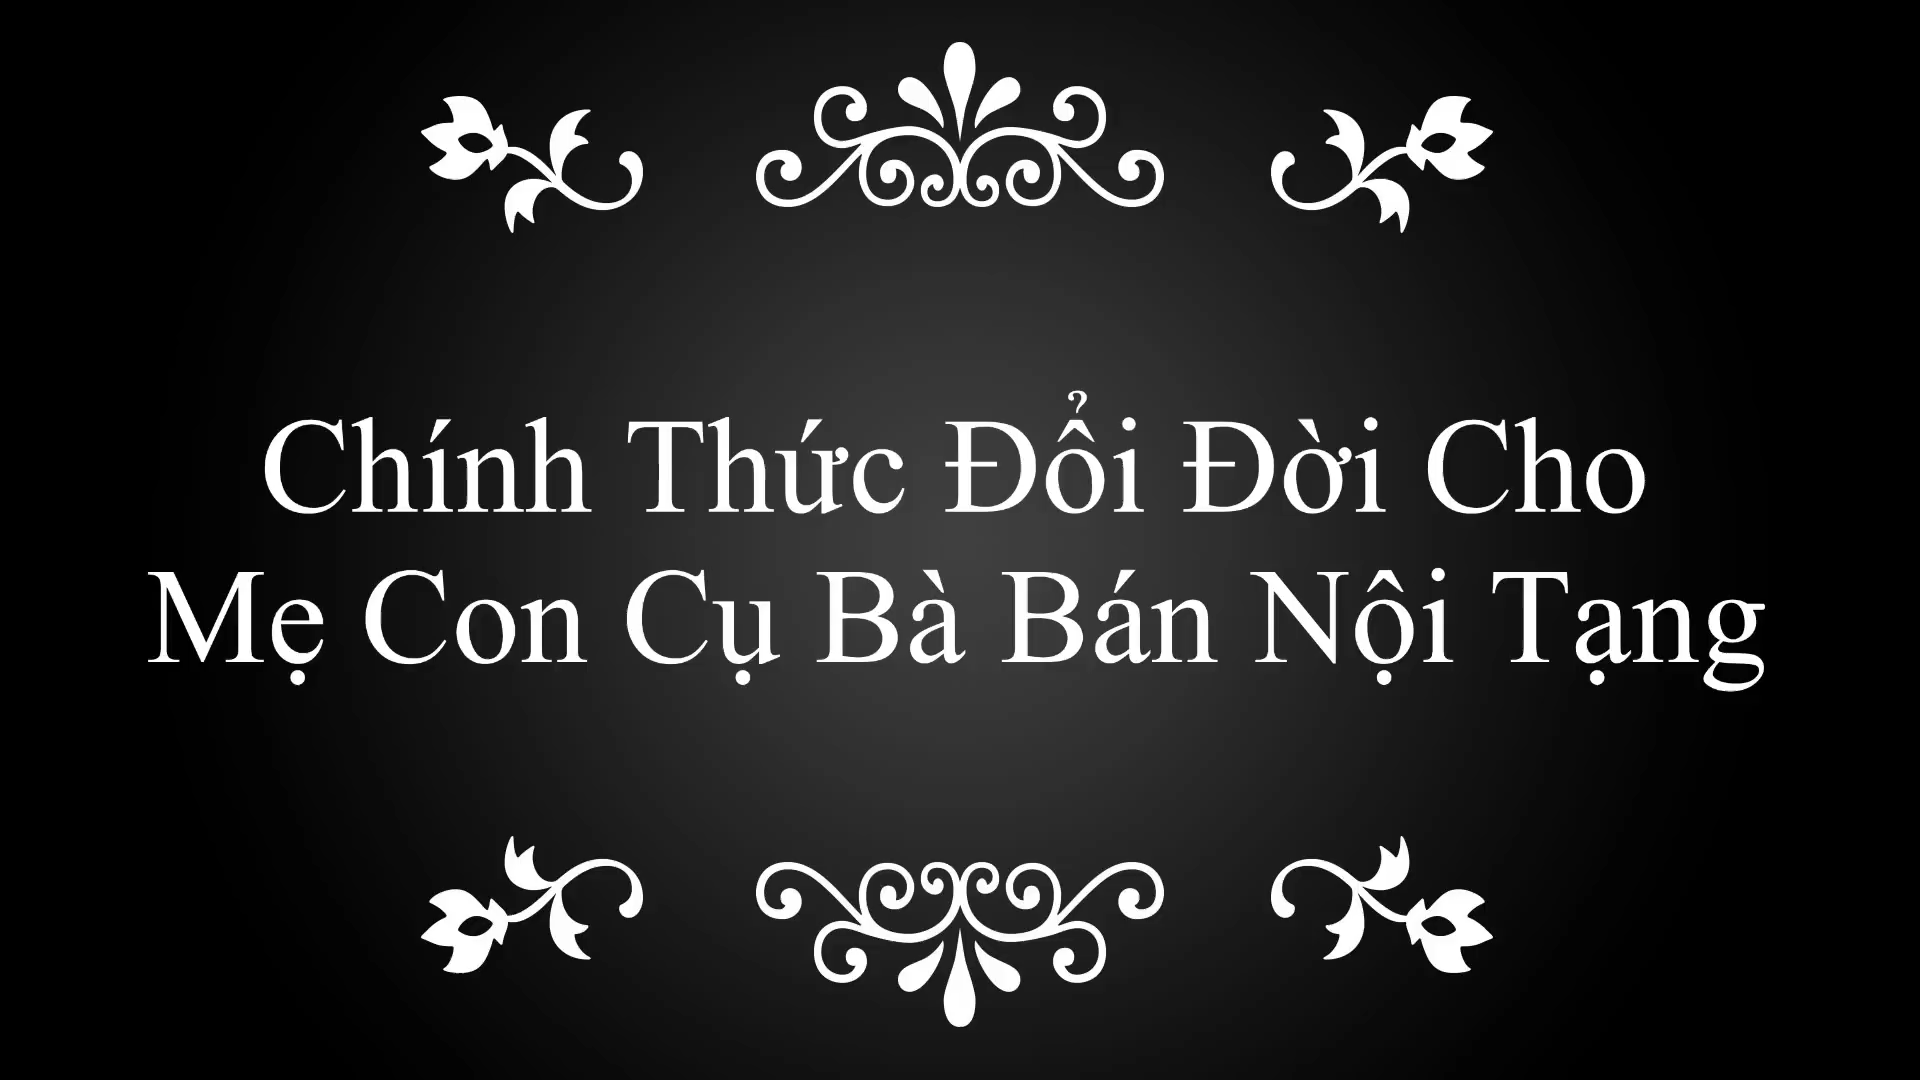 Chính Thức Đổi Đời Cho
Mẹ Con Cụ Bà Bán Nội Tạng